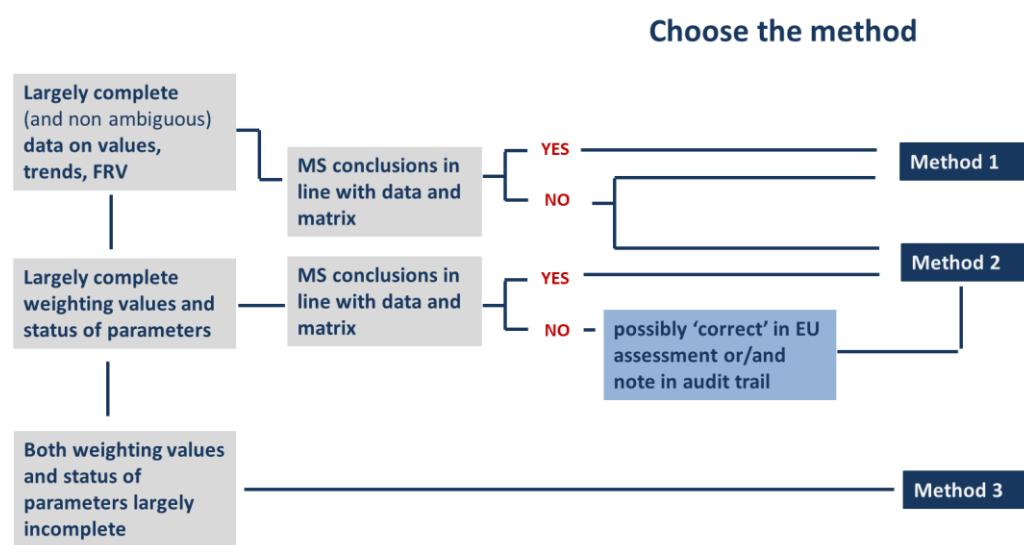 Choose the method
Largely complete
(and non ambiguous)
data on values,
trends, FRV
MS conclusions in
line with data and
matrix
YES
NO
Method 1
Largely complete
weighting values and
status of parameters
MS conclusions in
line with data and
matrix
YES
NO
possibly ‘correct’ in EU
assessment or/and
note in audit trail
Method 2
Both weighting values
and status of
parameters largely
incomplete
Method 3